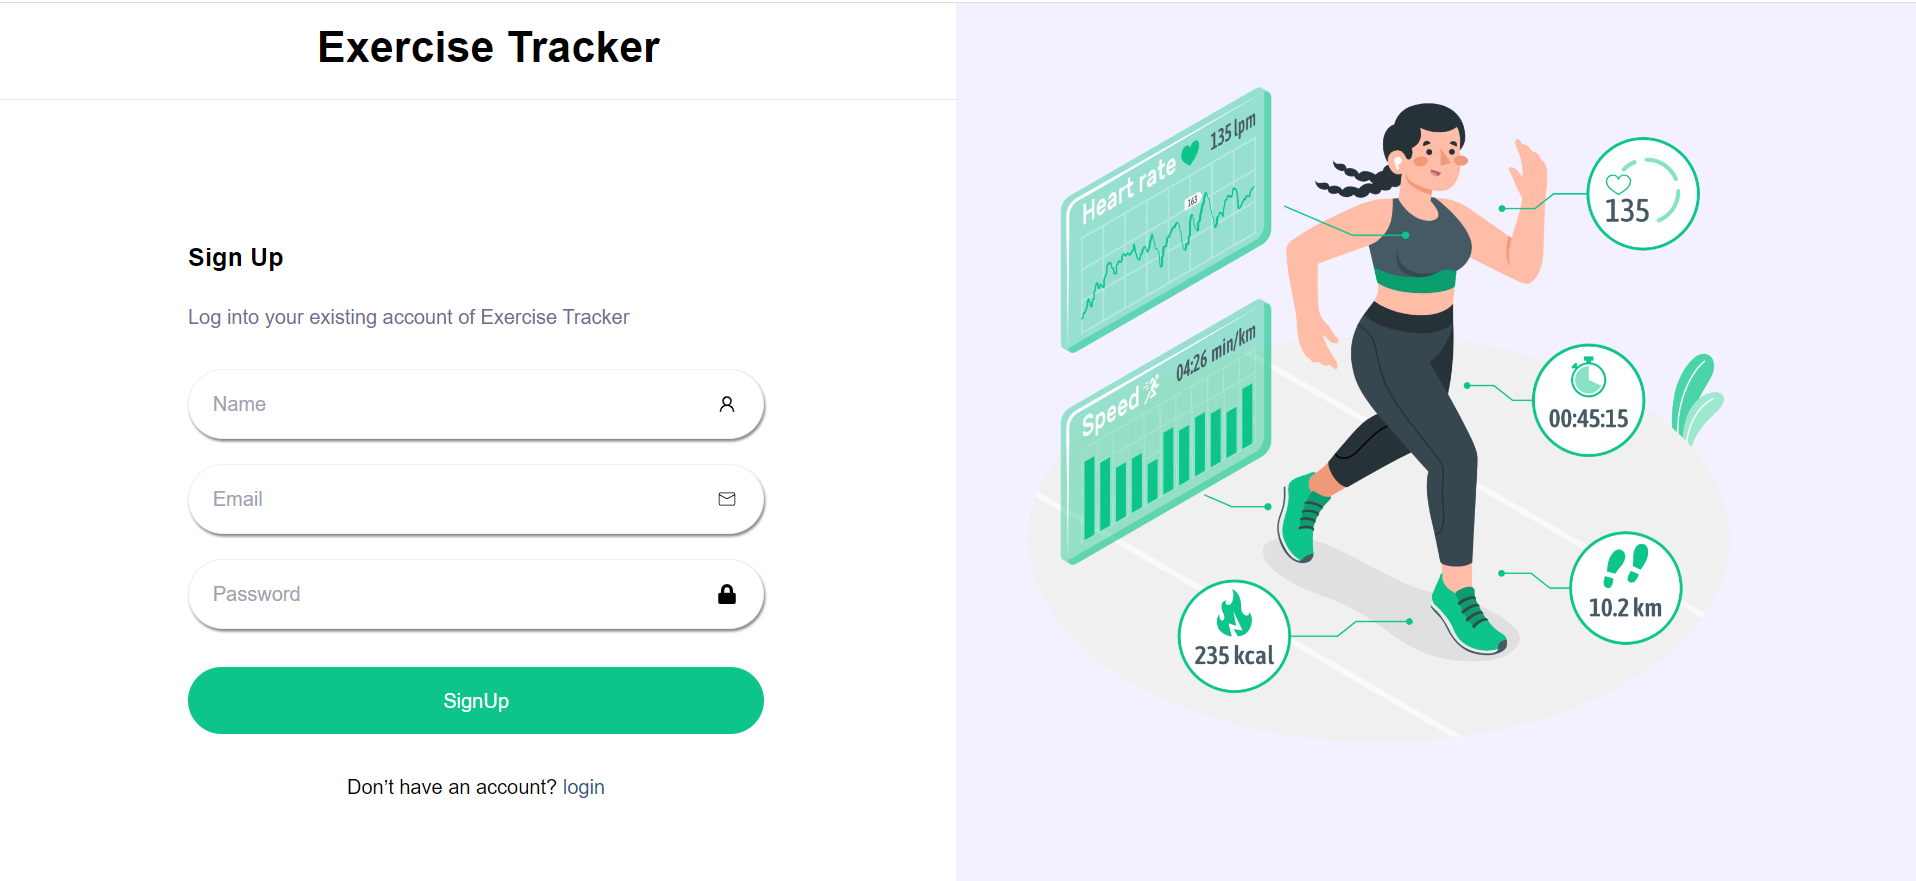 Exercise Tracker
Sign Up
Log into your existing account of Exercise Tracker
Name
Email
Password
SignUp
Don’t have an account? login
Heart rate 135 lpm
163
Speed 04:26 min/km
135
00:45:15
10.2 km
235 kcal